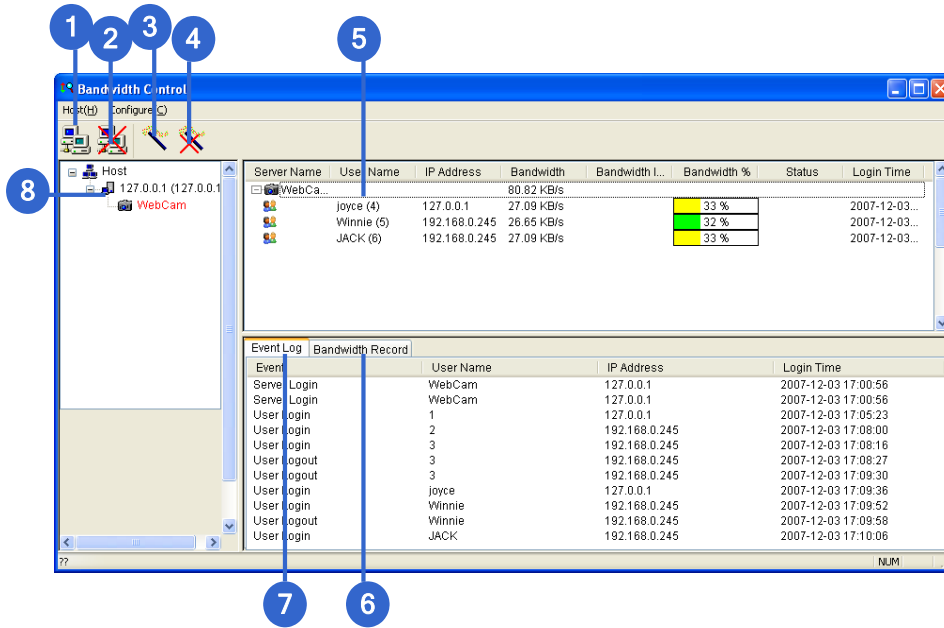 1 2 3 4 5
Bandwidth Control
Host(H) Configure(C)
8
Host
127.0.0.1 (127.0.0.1
WebCam
Server Name User Name IP Address Bandwidth Bandwidth l... Bandwidth % Status Login Time
WebCa... 80.82 KB/s
joyce (4) 127.0.0.1 27.09 KB/s 33 % 2007-12-03...
Winnie (5) 192.168.0.245 26.65 KB/s 32 % 2007-12-03...
JACK (6) 192.168.0.245 27.09 KB/s 33 % 2007-12-03...
Event Log Bandwidth Record
Event User Name IP Address Login Time
Server Login WebCam 127.0.0.1 2007-12-03 17:00:56
Server Login WebCam 127.0.0.1 2007-12-03 17:00:56
User Login 1 127.0.0.1 2007-12-03 17:05:23
User Login 2 192.168.0.245 2007-12-03 17:08:00
User Login 3 192.168.0.245 2007-12-03 17:08:16
User Logout 3 192.168.0.245 2007-12-03 17:08:27
User Logout 3 192.168.0.245 2007-12-03 17:09:30
User Login joyce 127.0.0.1 2007-12-03 17:09:36
User Login Winnie 192.168.0.245 2007-12-03 17:09:52
User Logout Winnie 192.168.0.245 2007-12-03 17:09:58
User Login JACK 192.168.0.245 2007-12-03 17:10:06
?? NUM
7 6